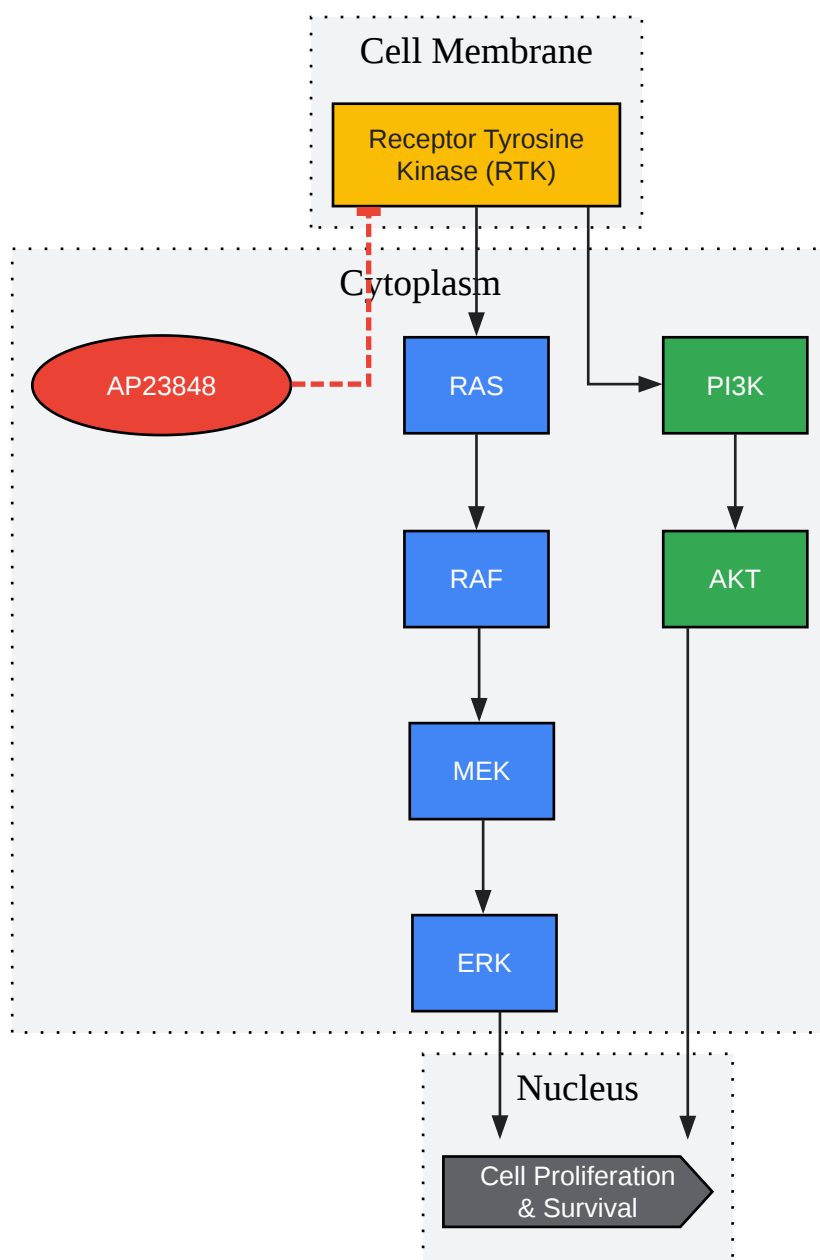 Cell Membrane
Receptor Tyrosine
Kinase (RTK)
Cytoplasm
AP23848
RAS
PI3K
RAF
AKT
MEK
ERK
Nucleus
Cell Proliferation
& Survival